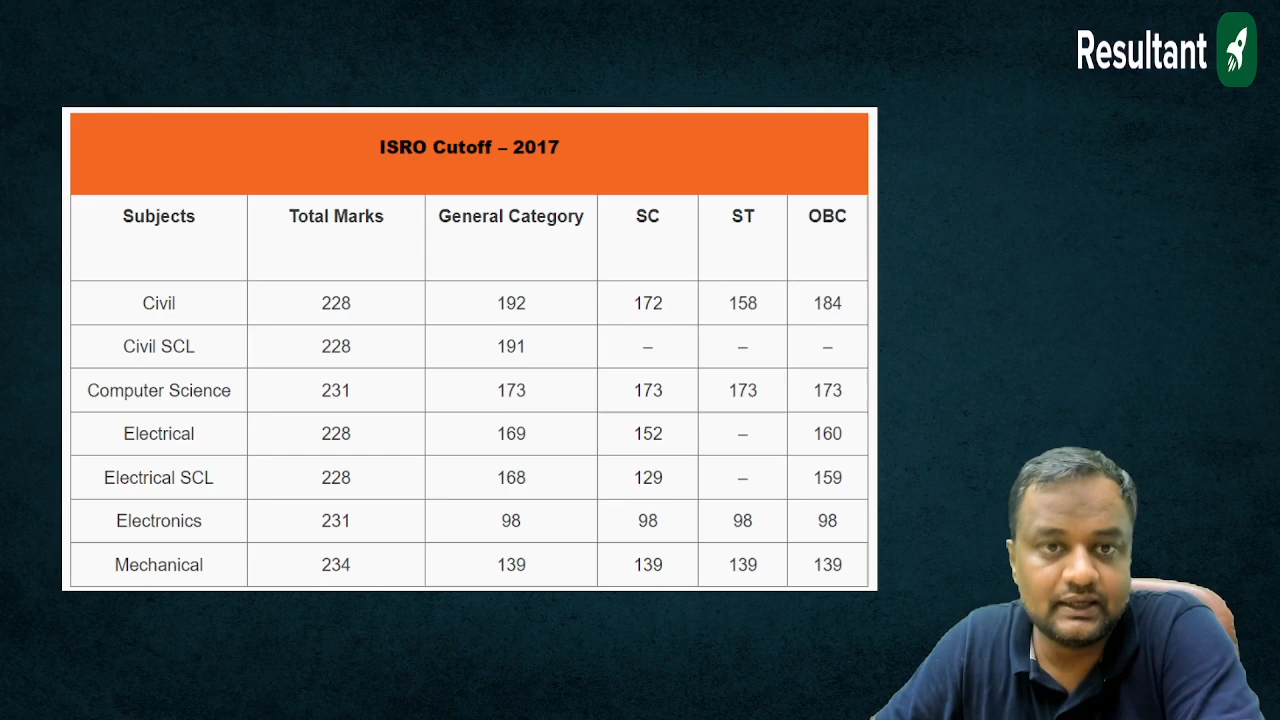 Resultant
ISRO Cutoff – 2017
Subjects Total Marks General Category SC ST OBC
Civil 228 192 172 158 184
Civil SCL 228 191 – – –
Computer Science 231 173 173 173 173
Electrical 228 169 152 – 160
Electrical SCL 228 168 129 – 159
Electronics 231 98 98 98 98
Mechanical 234 139 139 139 139